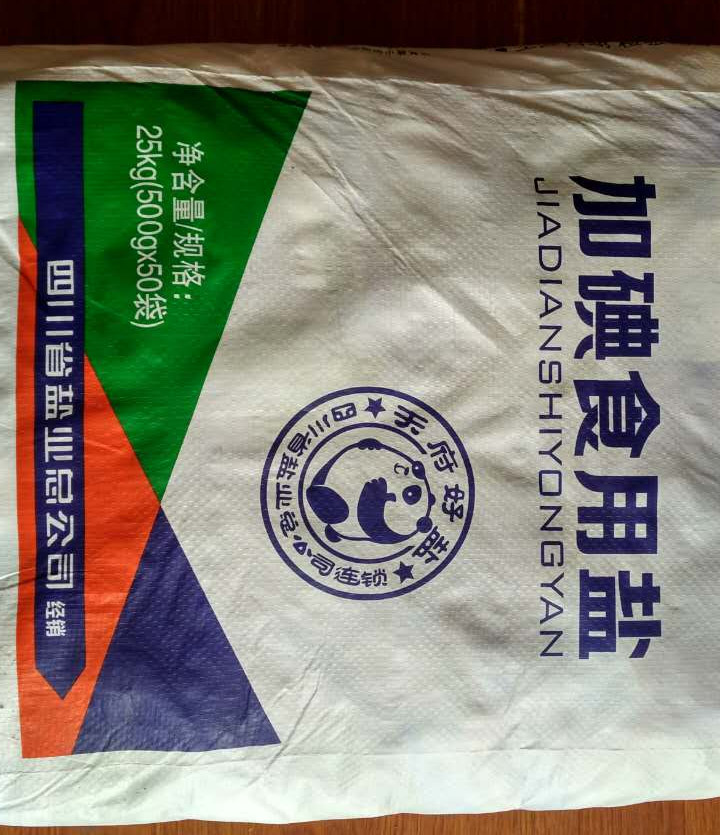 加碘食用盐
JIADIANSHIYONGYAN
天府好盐
四川省盐业总公司连锁
净含量/规格：
25kg(500gx50袋)
四川省盐业总公司 经销